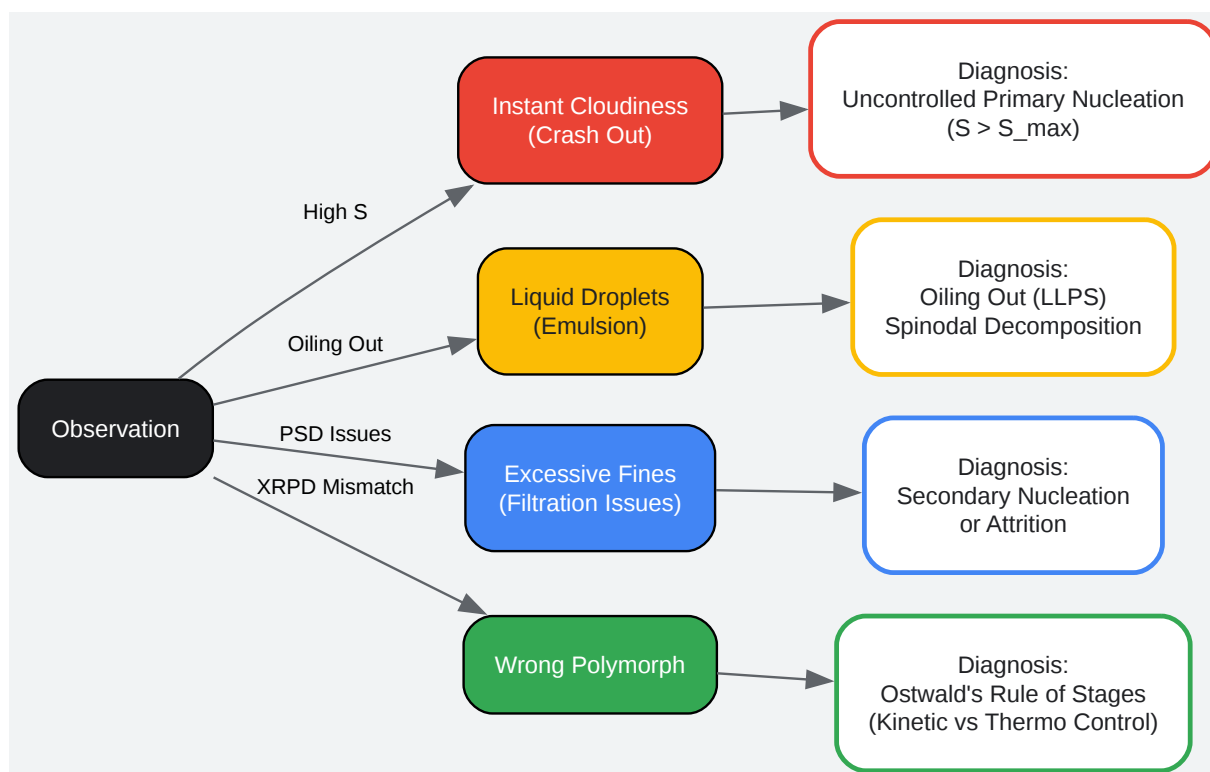 Observation
High S
Oiling Out
PSD Issues
XRPD Mismatch
Instant Cloudiness
(Crash Out)
Liquid Droplets
(Emulsion)
Excessive Fines
(Filtration Issues)
Wrong Polymorph
Diagnosis:
Uncontrolled Primary Nucleation
(S > S_max)
Diagnosis:
Oiling Out (LLPS)
Spinodal Decomposition
Diagnosis:
Secondary Nucleation
or Attrition
Diagnosis:
Ostwald's Rule of Stages
(Kinetic vs Thermo Control)